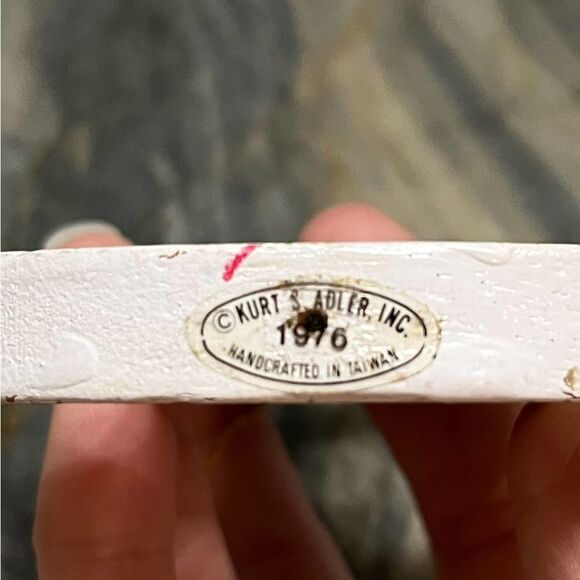 © KURT S. ADLER, INC.
1976
HANDCRAFTED IN TAIWAN